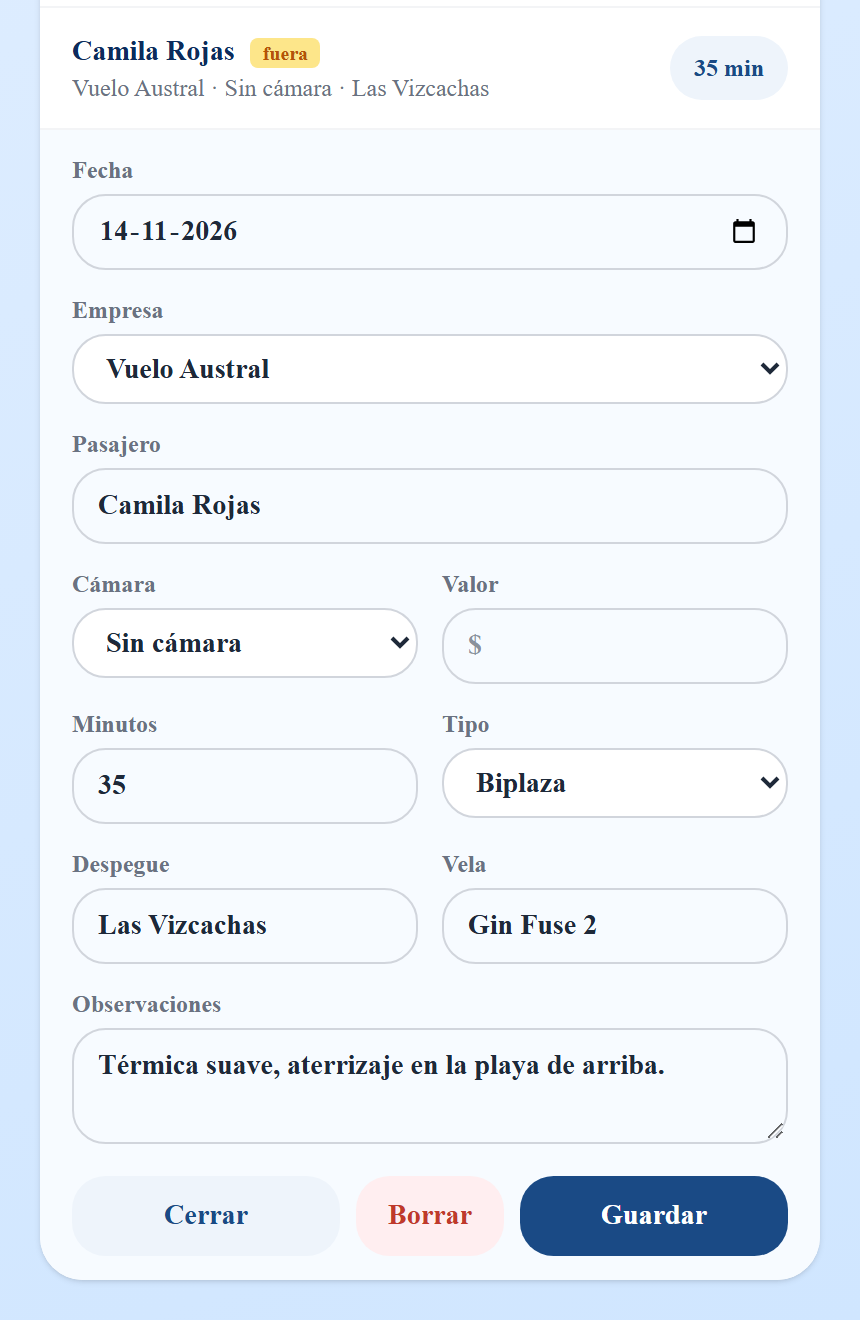 Camila Rojas fuera
35 min
Vuelo Austral · Sin cámara · Las Vizcachas
Fecha
14-11-2026
Empresa
Vuelo Austral
Pasajero
Camila Rojas
Cámara
Valor
Sin cámara
$
Minutos
Tipo
35
Biplaza
Despegue
Vela
Las Vizcachas
Gin Fuse 2
Observaciones
Térmica suave, aterrizaje en la playa de arriba.
Cerrar
Borrar
Guardar